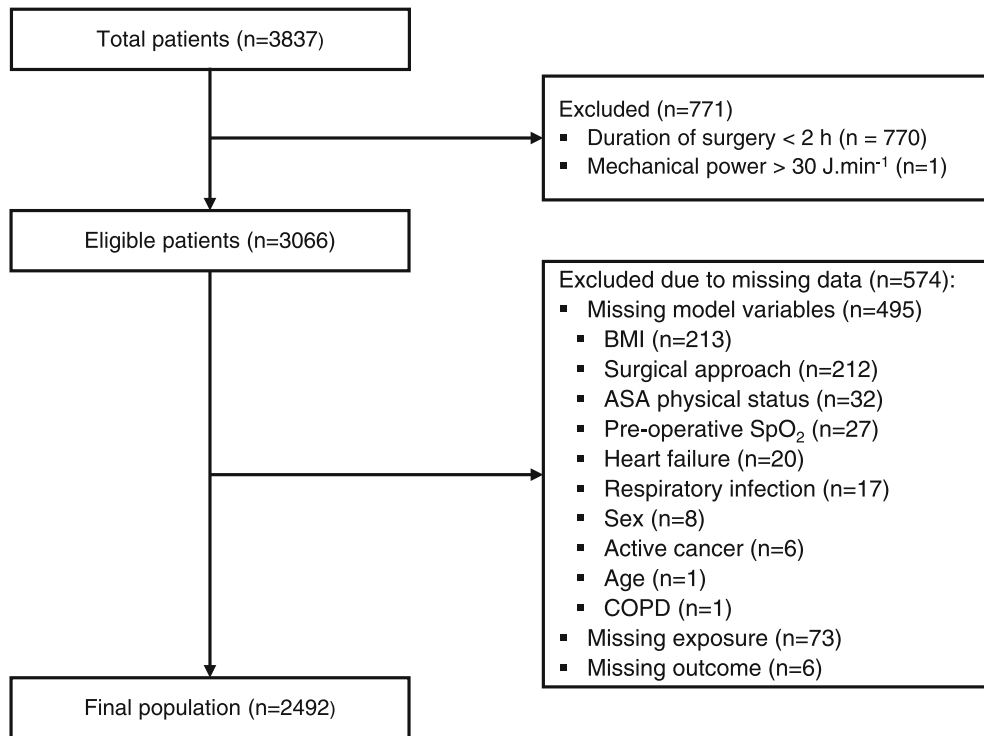 Total patients (n=3837)
Excluded (n=771)
▪ Duration of surgery < 2 h (n = 770)
▪ Mechanical power > 30 J.min⁻¹ (n=1)
Eligible patients (n=3066)
Excluded due to missing data (n=574):
▪ Missing model variables (n=495)
▪ BMI (n=213)
▪ Surgical approach (n=212)
▪ ASA physical status (n=32)
▪ Pre-operative SpO₂ (n=27)
▪ Heart failure (n=20)
▪ Respiratory infection (n=17)
▪ Sex (n=8)
▪ Active cancer (n=6)
▪ Age (n=1)
▪ COPD (n=1)
▪ Missing exposure (n=73)
▪ Missing outcome (n=6)
Final population (n=2492)